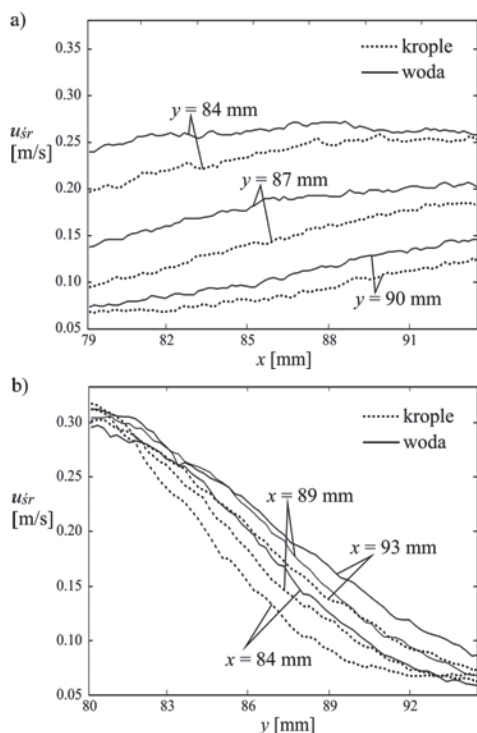 a)
0.35
0.30
0.25
0.20
0.15
0.10
0.05
uśr
[m/s]
krople
woda
y = 84 mm
y = 87 mm
y = 90 mm
79 82 85 88 91
x [mm]
b)
0.30
0.25
0.20
0.15
0.10
0.05
uśr
[m/s]
krople
woda
x = 89 mm
x = 93 mm
x = 84 mm
80 83 86 89 92
y [mm]